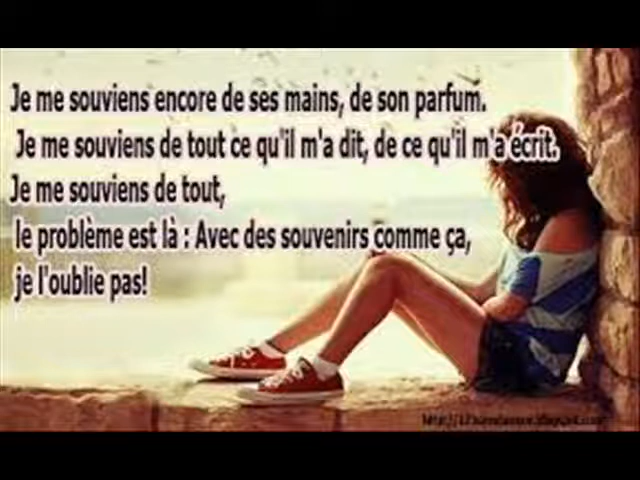 Je me souviens encore de ses mains, de son parfum.
Je me souviens de tout ce qu'il m'a dit, de ce qu'il m'a écrit.
Je me souviens de tout,
le problème est là : Avec des souvenirs comme ça,
je l'oublie pas!